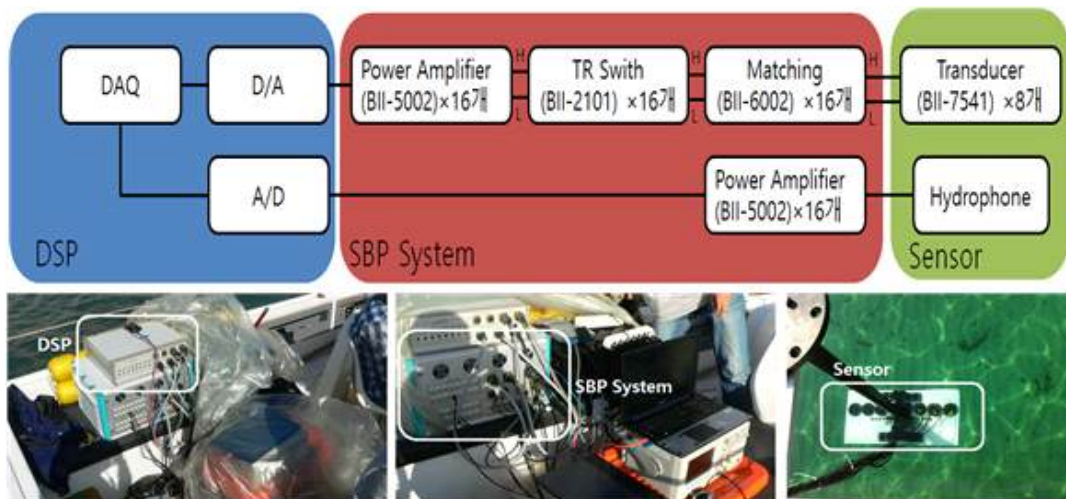 DAQ
D/A
Power Amplifier
(BII-5002)×16개
H
L
TR Swith
(BII-2101) ×16개
H
L
Matching
(BII-6002) ×16개
H
L
Transducer
(BII-7541) ×8개
A/D
Power Amplifier
(BII-5002)×16개
Hydrophone
DSP
SBP System
Sensor
DSP
SBP System
Sensor